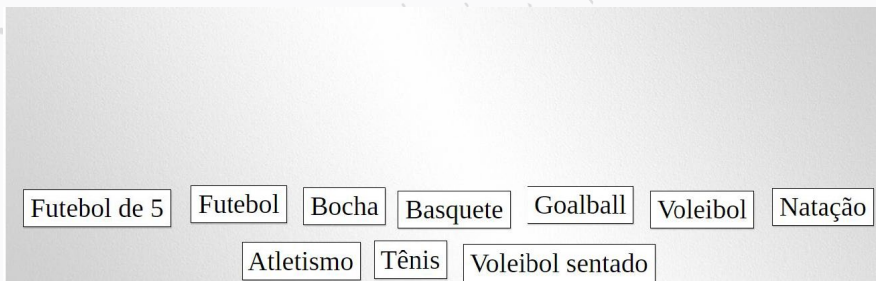 Futebol de 5 Futebol Bocha Basquete Goalball Voleibol Natação
Atletismo Tênis Voleibol sentado